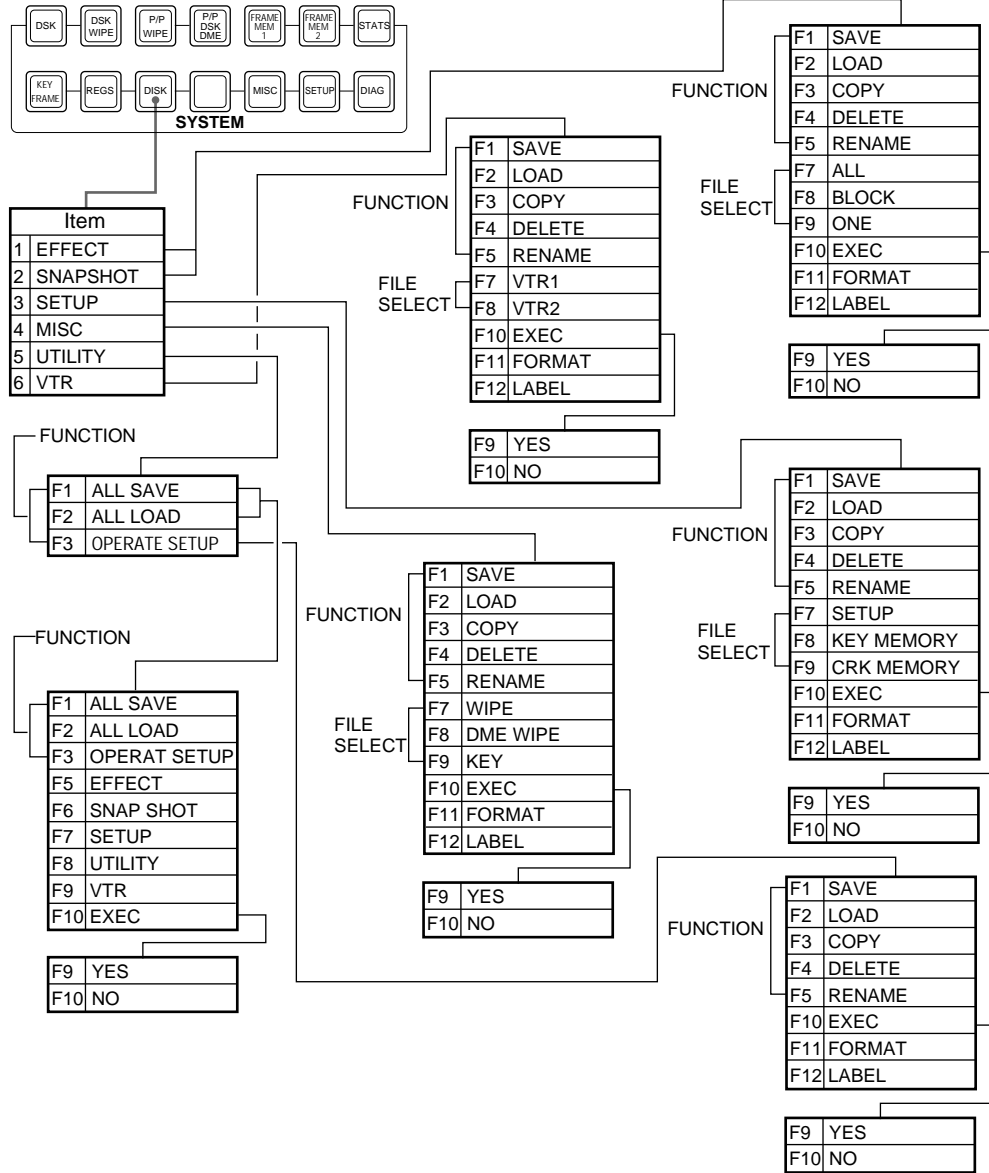 DSK
DSK WIPE
P/P WIPE
P/P DSK DME
FRAME MEM 1
FRAME MEM 2
STATS
KEY FRAME
REGS
DISK
MISC
SETUP
DIAG
SYSTEM
Item
1 EFFECT
2 SNAPSHOT
3 SETUP
4 MISC
5 UTILITY
6 VTR
FUNCTION
F1 ALL SAVE
F2 ALL LOAD
F3 OPERATE SETUP
FUNCTION
F1 ALL SAVE
F2 ALL LOAD
F3 OPERAT SETUP
F5 EFFECT
F6 SNAP SHOT
F7 SETUP
F8 UTILITY
F9 VTR
F10 EXEC
F9 YES
F10 NO
FUNCTION
FILE SELECT
F1 SAVE
F2 LOAD
F3 COPY
F4 DELETE
F5 RENAME
F7 VTR1
F8 VTR2
F10 EXEC
F11 FORMAT
F12 LABEL
F9 YES
F10 NO
FUNCTION
FILE SELECT
F1 SAVE
F2 LOAD
F3 COPY
F4 DELETE
F5 RENAME
F7 WIPE
F8 DME WIPE
F9 KEY
F10 EXEC
F11 FORMAT
F12 LABEL
F9 YES
F10 NO
FUNCTION
FILE SELECT
F1 SAVE
F2 LOAD
F3 COPY
F4 DELETE
F5 RENAME
F7 ALL
F8 BLOCK
F9 ONE
F10 EXEC
F11 FORMAT
F12 LABEL
F9 YES
F10 NO
FUNCTION
FILE SELECT
F1 SAVE
F2 LOAD
F3 COPY
F4 DELETE
F5 RENAME
F7 SETUP
F8 KEY MEMORY
F9 CRK MEMORY
F10 EXEC
F11 FORMAT
F12 LABEL
F9 YES
F10 NO
FUNCTION
F1 SAVE
F2 LOAD
F3 COPY
F4 DELETE
F5 RENAME
F10 EXEC
F11 FORMAT
F12 LABEL
F9 YES
F10 NO